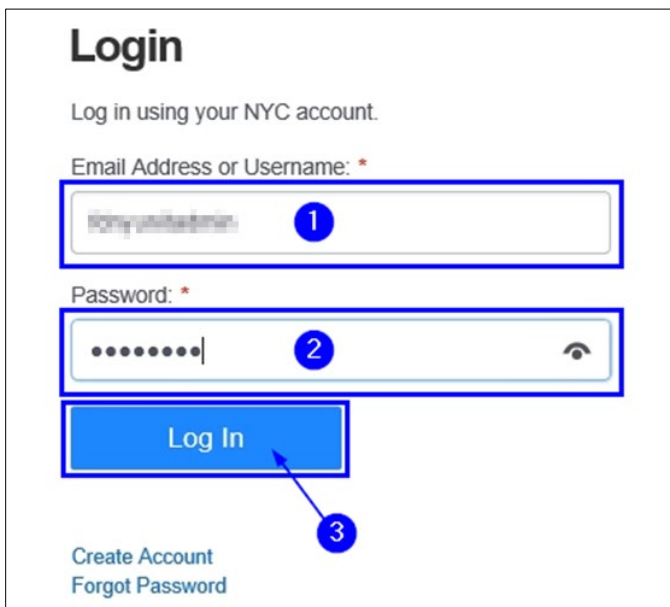 Login
Log in using your NYC account.
Email Address or Username: *
1
Password: *
•••••••• 2
Log In
3
Create Account
Forgot Password